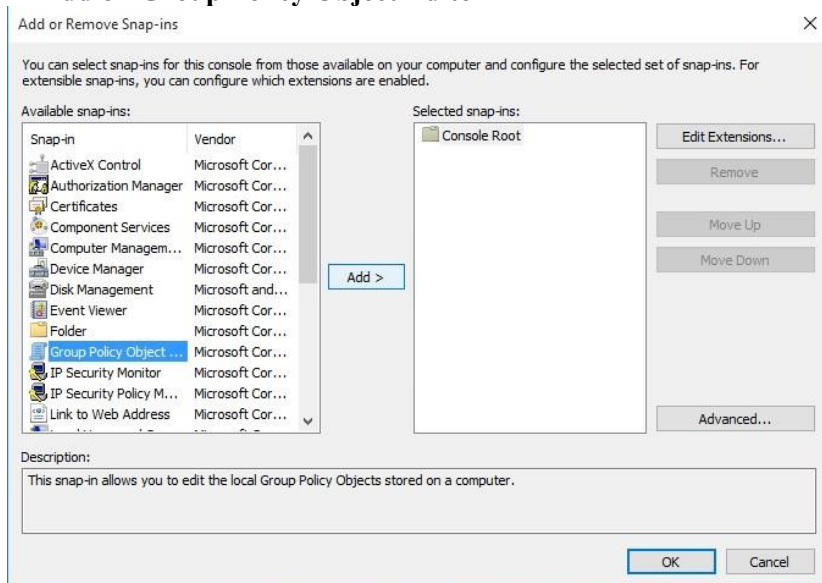 Add or Remove Snap-ins
You can select snap-ins for this console from those available on your computer and configure the selected set of snap-ins. For
extensible snap-ins, you can configure which extensions are enabled.
Available snap-ins:
Selected snap-ins:
Snap-in Vendor
ActiveX Control Microsoft Cor...
Authorization Manager Microsoft Cor...
Certificates Microsoft Cor...
Component Services Microsoft Cor...
Computer Managem... Microsoft Cor...
Device Manager Microsoft Cor...
Disk Management Microsoft and...
Event Viewer Microsoft Cor...
Folder Microsoft Cor...
Group Policy Object ... Microsoft Cor...
IP Security Monitor Microsoft Cor...
IP Security Policy M... Microsoft Cor...
Link to Web Address Microsoft Cor...
Add >
Console Root
Edit Extensions...
Remove
Move Up
Move Down
Advanced...
Description:
This snap-in allows you to edit the local Group Policy Objects stored on a computer.
OK
Cancel